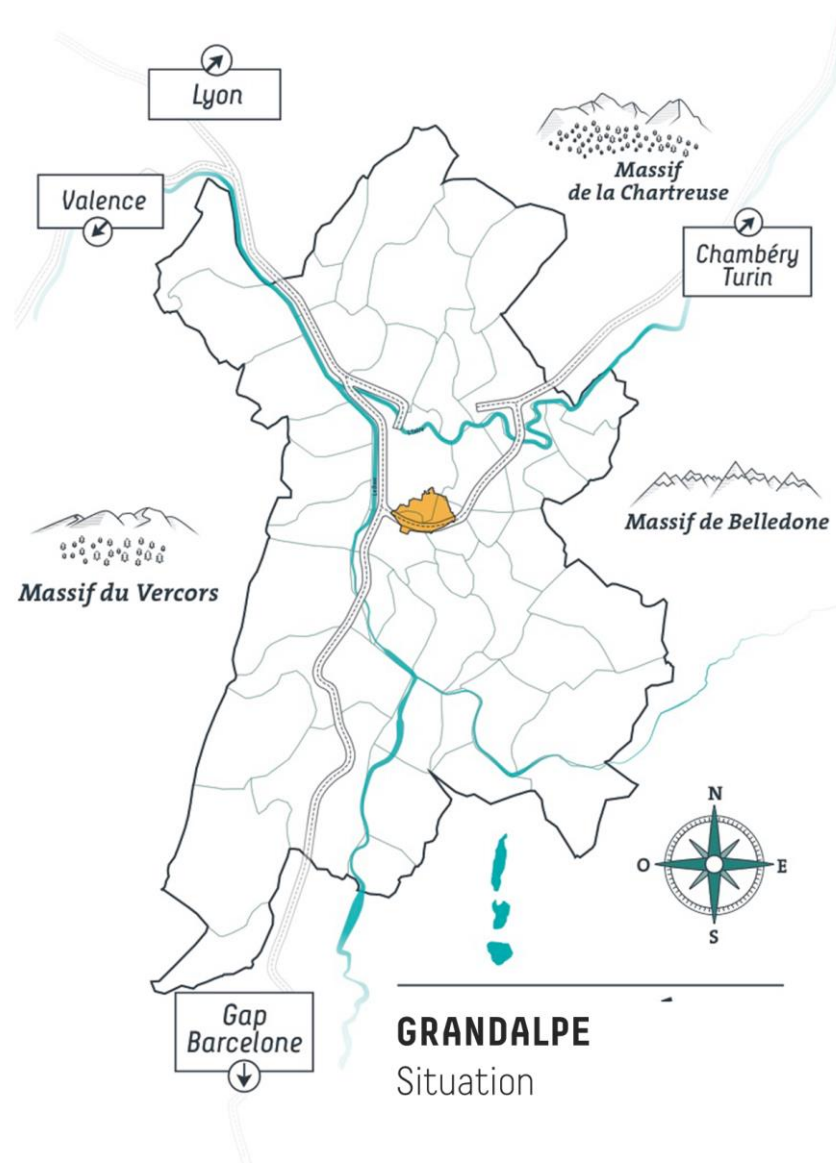 Lyon
Valence
Massif
de la Chartreuse
Chambéry
Turin
Massif de Belledone
Massif du Vercors
N
O
E
S
Gap
Barcelone
GRANDALPE
Situation